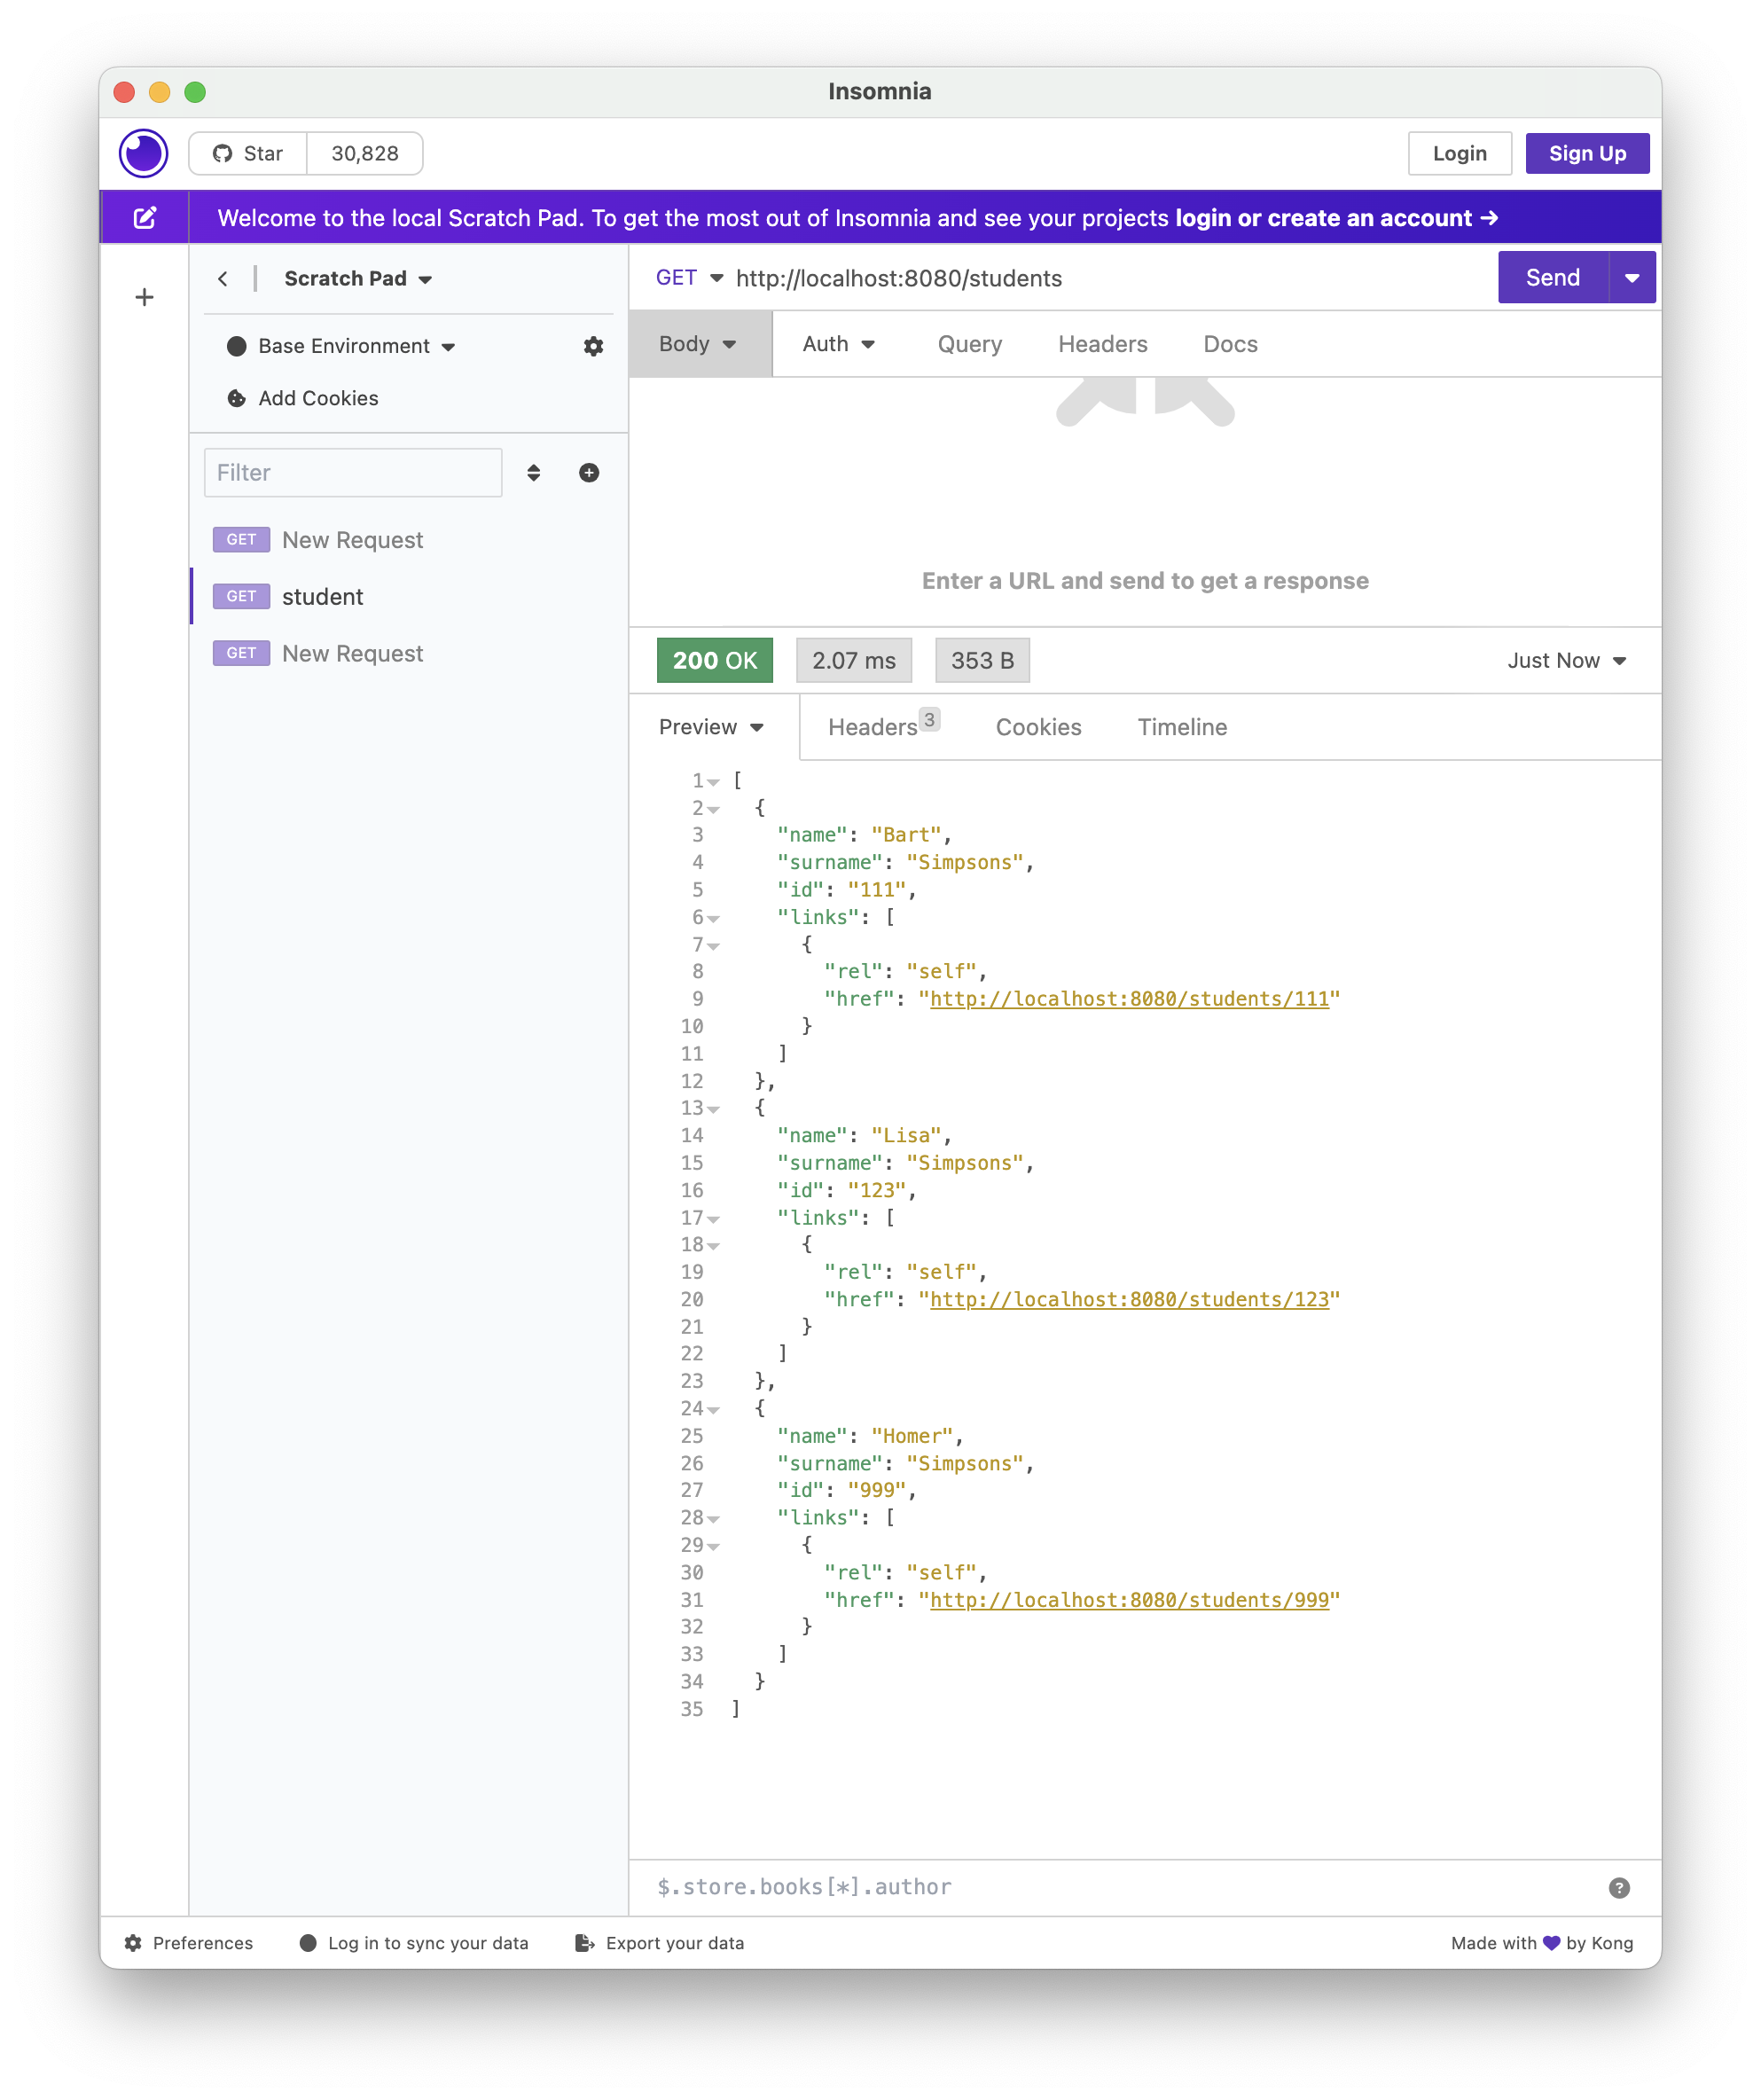 Insomnia
Star 30,828 Login Sign Up
Welcome to the local Scratch Pad. To get the most out of Insomnia and see your projects login or create an account →
Scratch Pad
Base Environment
Add Cookies
Filter
GET New Request
GET student
GET New Request
GET http://localhost:8080/students Send
Body Auth Query Headers Docs
Enter a URL and send to get a response
200 OK 2.07 ms 353 B Just Now
Preview Headers 3 Cookies Timeline
1 [
2 {
3 "name": "Bart",
4 "surname": "Simpsons",
5 "id": "111",
6 "links": [
7 {
8 "rel": "self",
9 "href": "http://localhost:8080/students/111"
10 }
11 ]
12 },
13 {
14 "name": "Lisa",
15 "surname": "Simpsons",
16 "id": "123",
17 "links": [
18 {
19 "rel": "self",
20 "href": "http://localhost:8080/students/123"
21 }
22 ]
23 },
24 {
25 "name": "Homer",
26 "surname": "Simpsons",
27 "id": "999",
28 "links": [
29 {
30 "rel": "self",
31 "href": "http://localhost:8080/students/999"
32 }
33 ]
34 }
35 ]
$.store.books[*].author
Preferences Log in to sync your data Export your data Made with 💜 by Kong